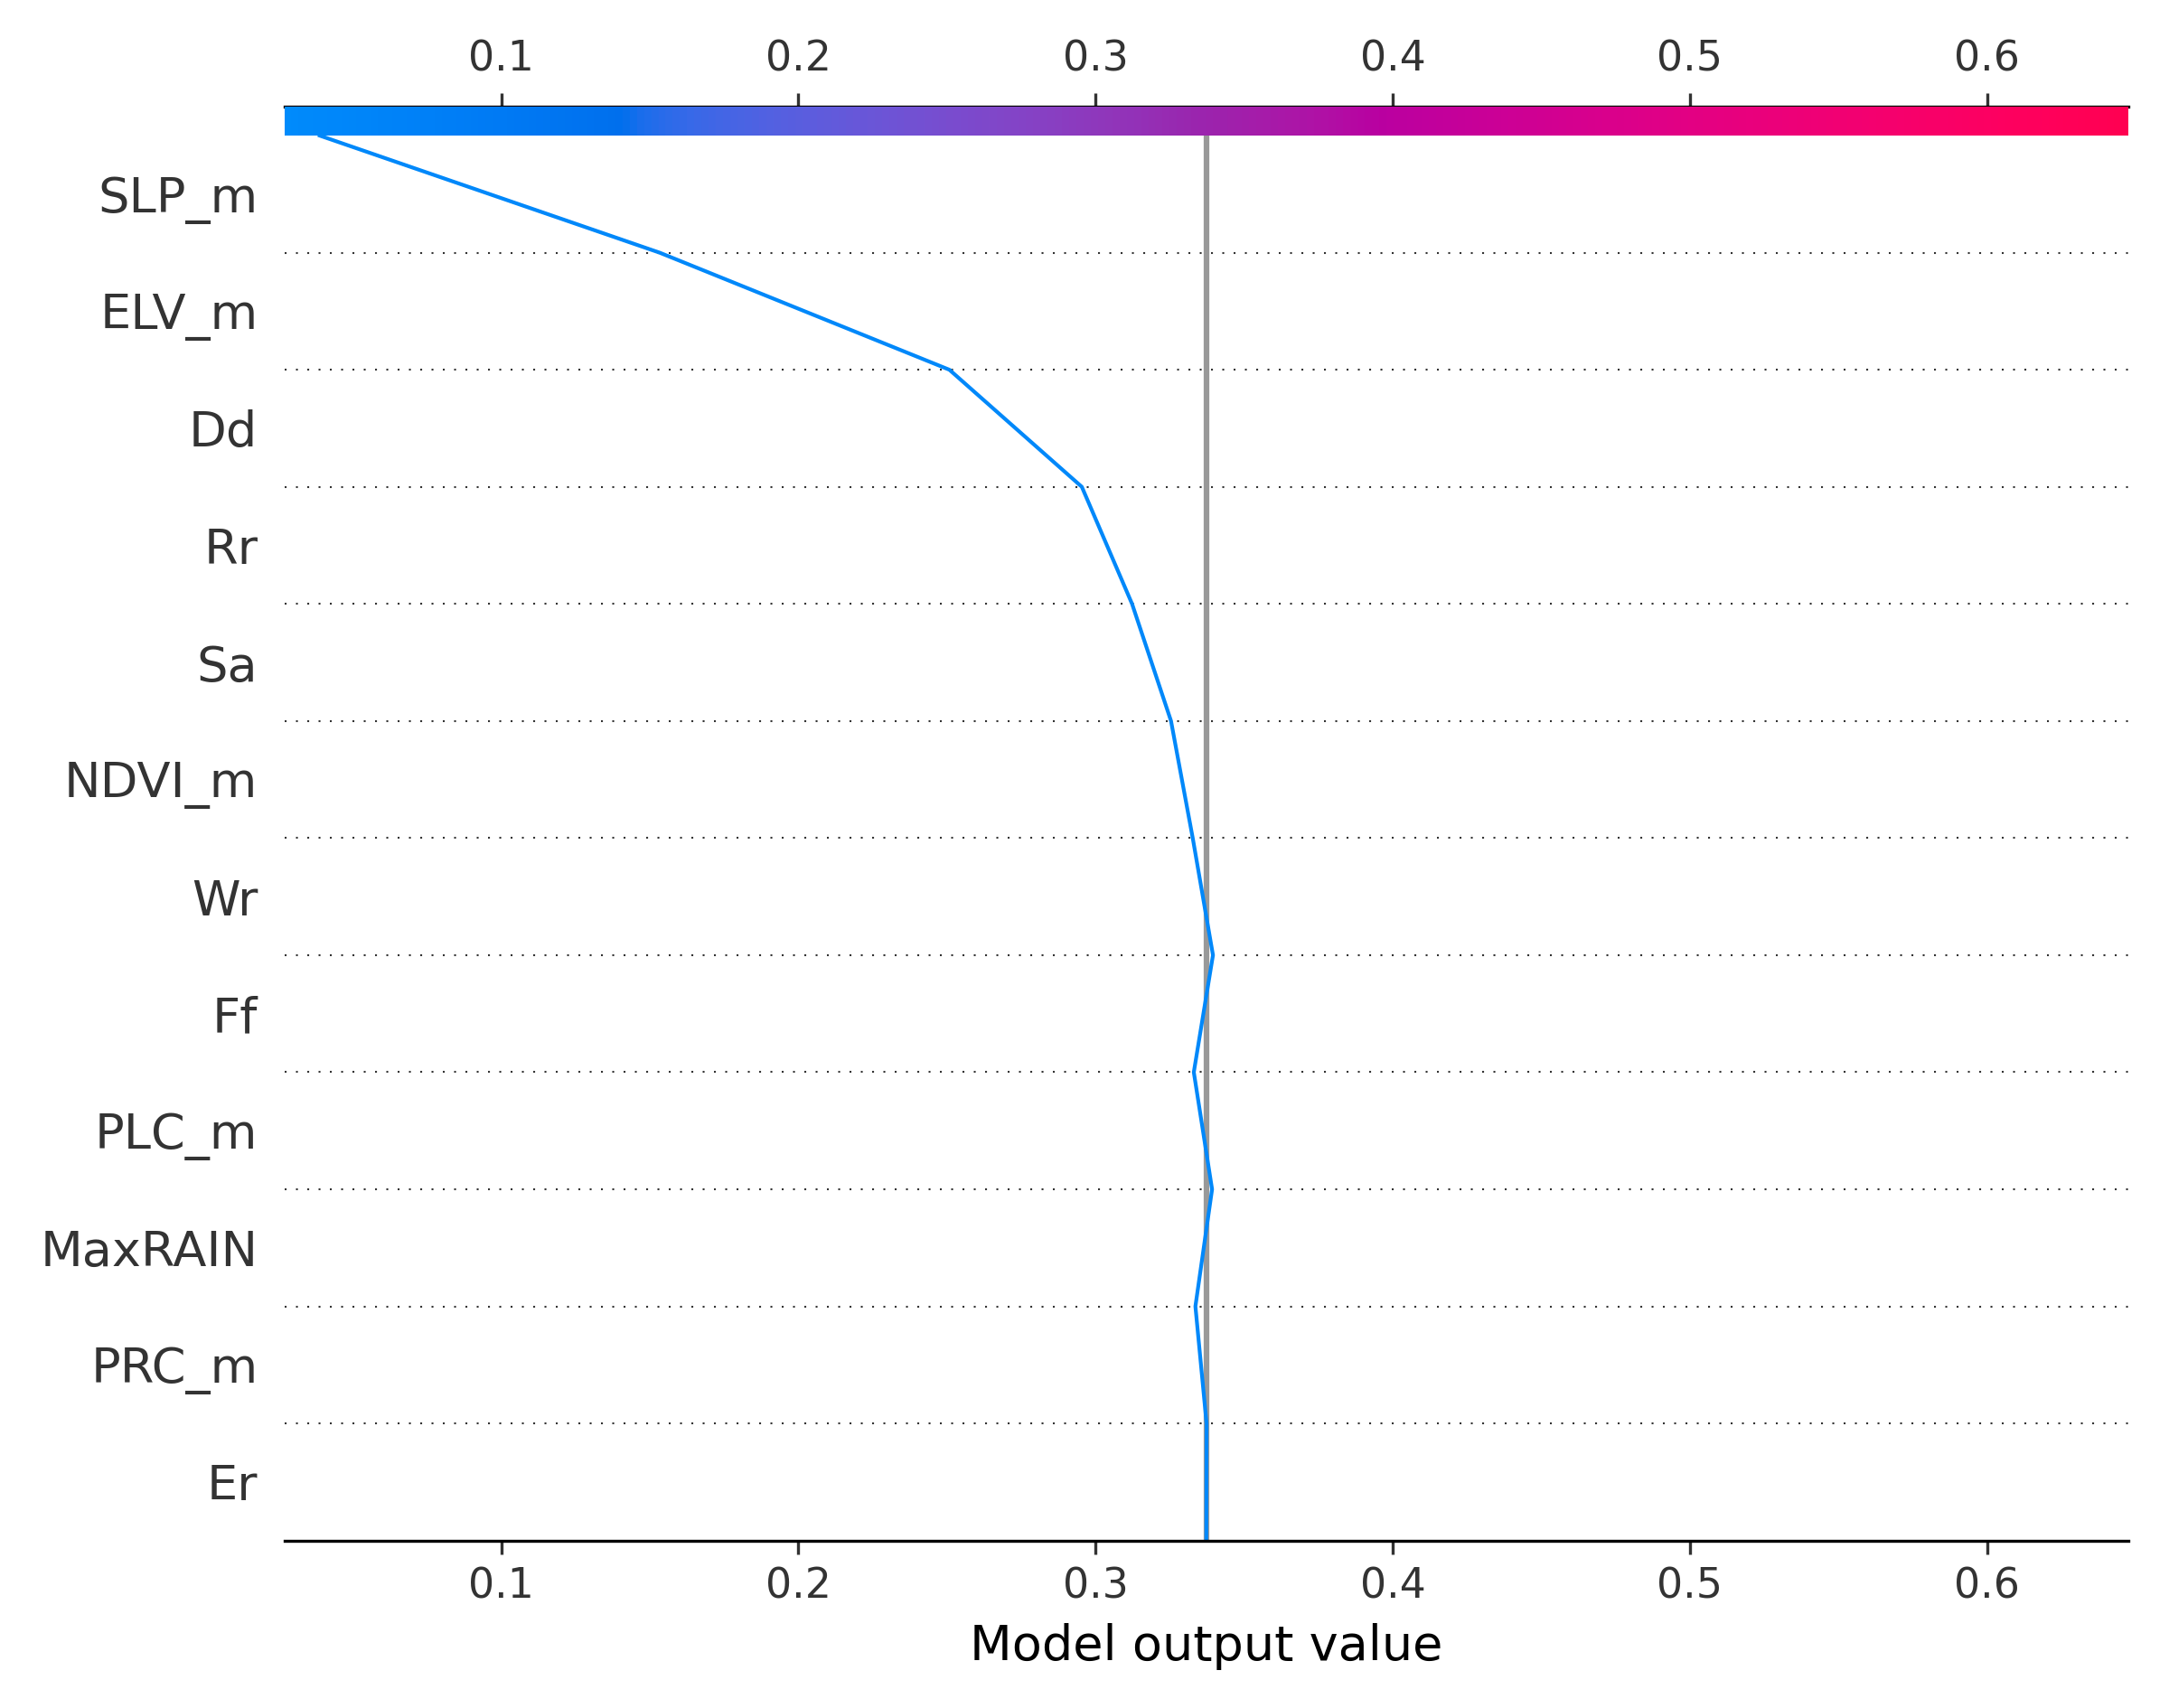 0.1 0.2 0.3 0.4 0.5 0.6
SLP_m
ELV_m
Dd
Rr
Sa
NDVI_m
Wr
Ff
PLC_m
MaxRAIN
PRC_m
Er
0.1 0.2 0.3 0.4 0.5 0.6
Model output value